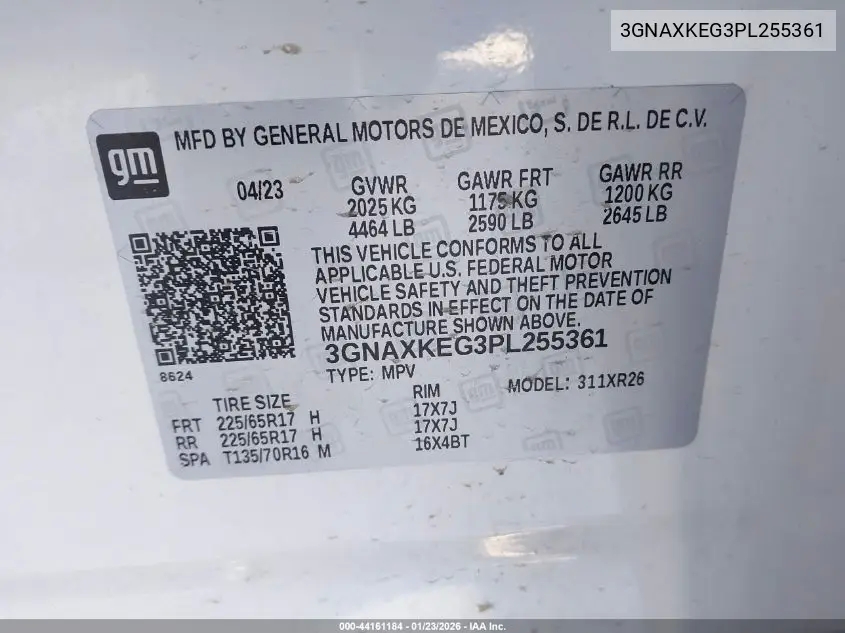 3GNAXKEG3PL255361
gm
MFD BY GENERAL MOTORS DE MEXICO, S. DE R.L. DE C.V.
04/23 GVWR GAWR FRT GAWR RR
2025 KG 1175 KG 1200 KG
4464 LB 2590 LB 2645 LB
THIS VEHICLE CONFORMS TO ALL
APPLICABLE U.S. FEDERAL MOTOR
VEHICLE SAFETY AND THEFT PREVENTION
STANDARDS IN EFFECT ON THE DATE OF
MANUFACTURE SHOWN ABOVE.
3GNAXKEG3PL255361
8624
TYPE: MPV MODEL: 311XR26
TIRE SIZE RIM
FRT 225/65R17 H 17X7J
RR 225/65R17 H 17X7J
SPA T135/70R16 M 16X4BT
000-44161184 - 01/23/2026 - IAA Inc.